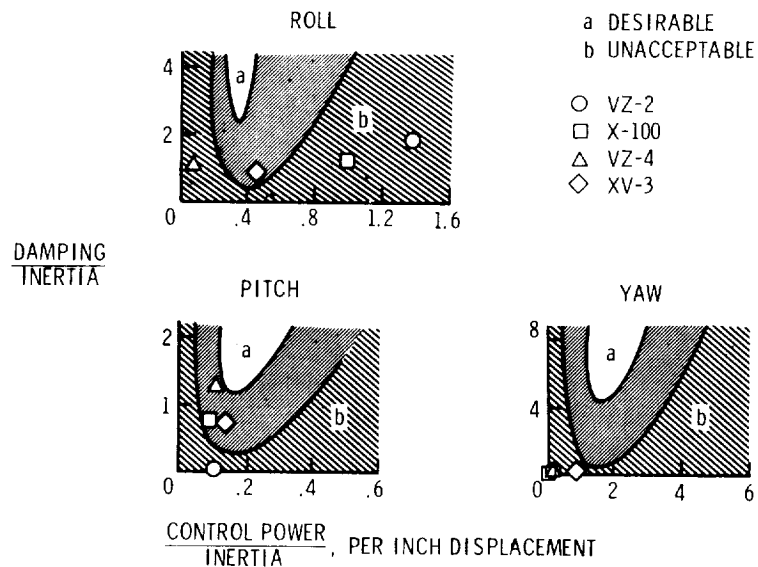 ROLL
a DESIRABLE
b UNACCEPTABLE
VZ-2
X-100
VZ-4
XV-3
4
2
0
.4
.8
1.2
1.6
a
b
DAMPING
INERTIA
PITCH
2
1
0
.2
.4
.6
a
b
YAW
8
4
0
2
4
6
a
b
CONTROL POWER
INERTIA , PER INCH DISPLACEMENT